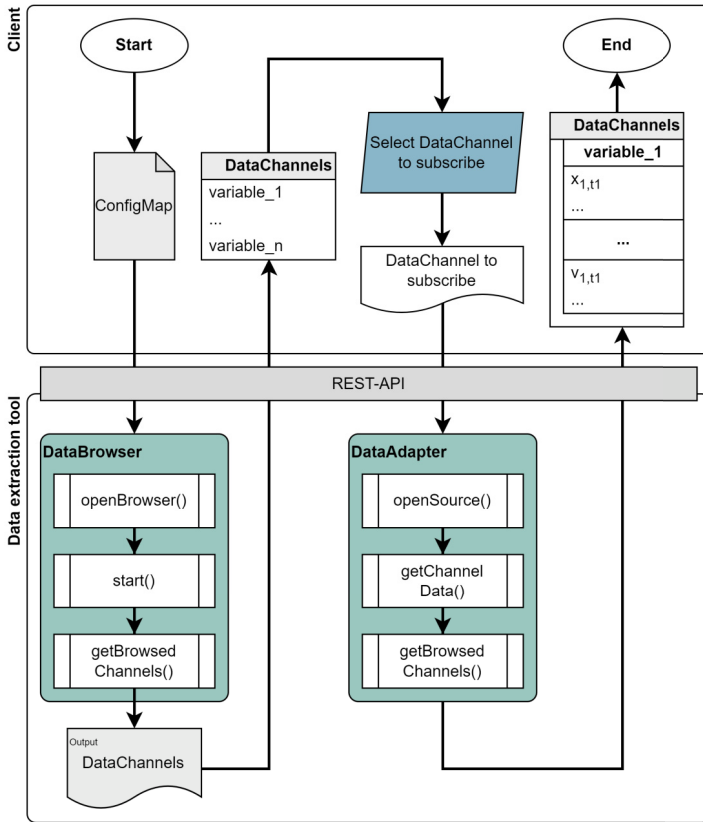 Client
Start
ConfigMap
DataChannels
variable_1
...
variable_n
Select DataChannel
to subscribe
DataChannel to
subscribe
End
DataChannels
variable_1
x1,t1
...
...
v1,t1
...
REST-API
Data extraction tool
DataBrowser
openBrowser()
start()
getBrowsed
Channels()
Output
DataChannels
DataAdapter
openSource()
getChannel
Data()
getBrowsed
Channels()